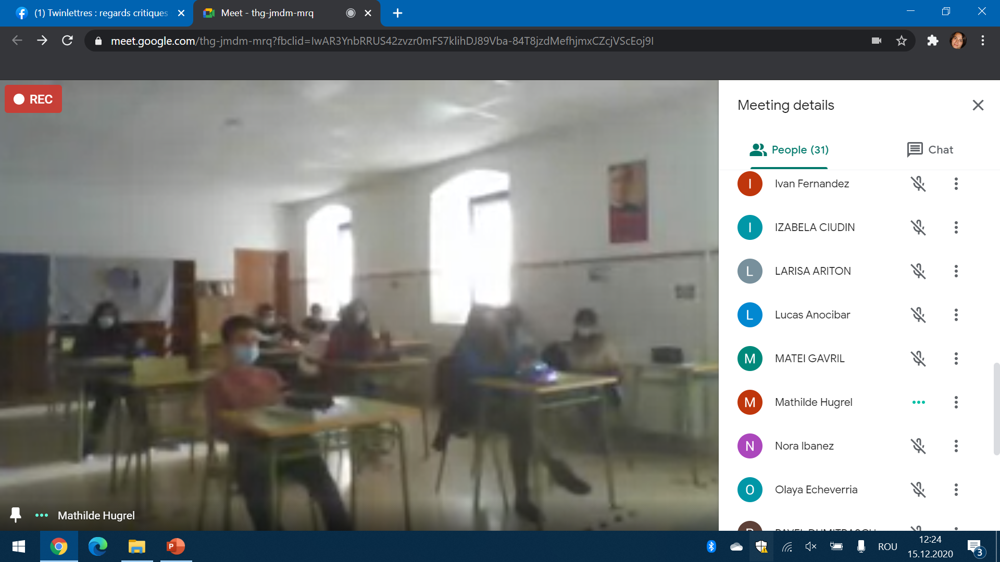 (1) Twinlettres : regards critiques
Meet - thg-jmdm-mrq
meet.google.com/thg-jmdm-mrq?fbclid=IwAR3YnbRRUS42zvzr0mFS7klihDJ89Vba-84T8jzdMefhjmxCZcjVScEoj9I
REC
Meeting details
People (31)
Chat
I Ivan Fernandez
I IZABELA CIUDIN
L LARISA ARITON
L Lucas Anocibar
M MATEI GAVRIL
M Mathilde Hugrel
N Nora Ibanez
O Olaya Echeverria
Mathilde Hugrel
P
ROU
12:24
15.12.2020
3